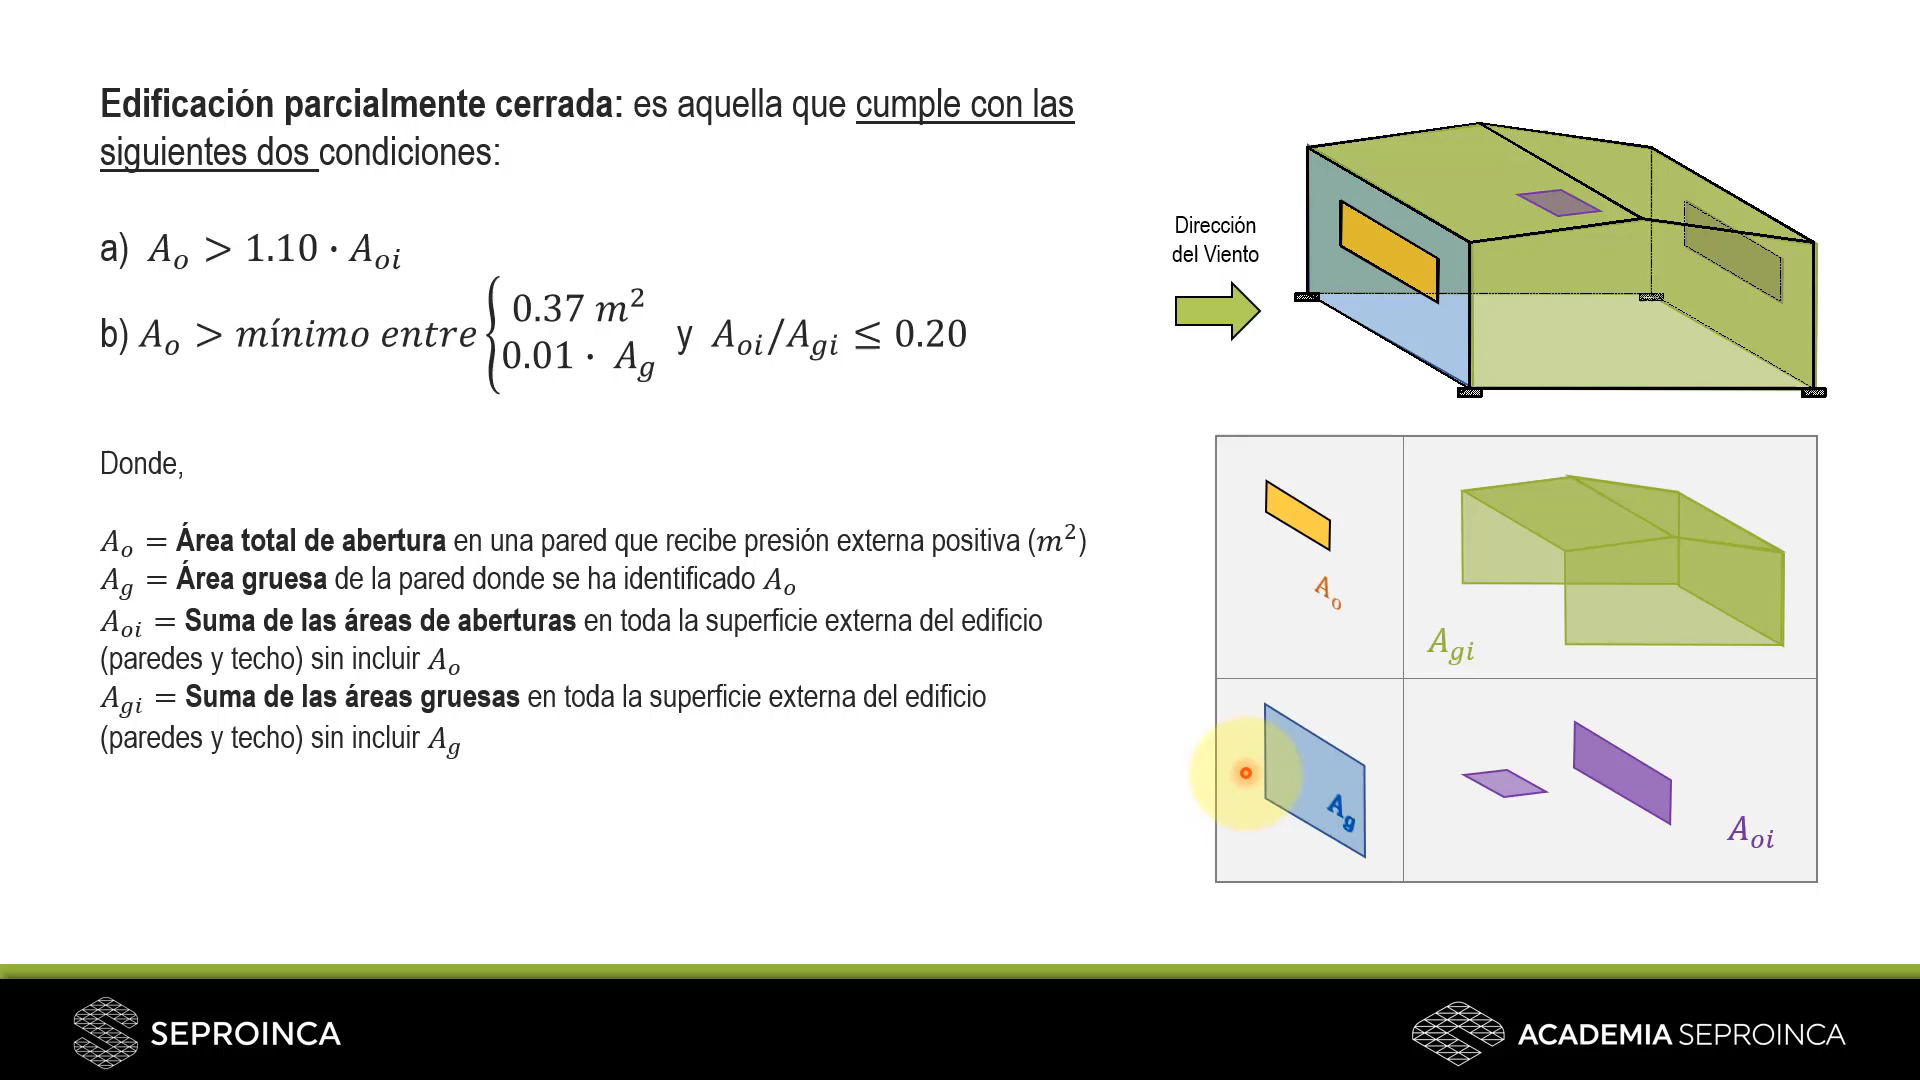 Edificación parcialmente cerrada: es aquella que cumple con las
siguientes dos condiciones:
a) A_o > 1.10 · A_oi
b) A_o > mínimo entre { 0.37 m² 0.01 · A_g y A_oi/A_gi ≤ 0.20
Donde,
A_o = Área total de abertura en una pared que recibe presión externa positiva (m²)
A_g = Área gruesa de la pared donde se ha identificado A_o
A_oi = Suma de las áreas de aberturas en toda la superficie externa del edificio
(paredes y techo) sin incluir A_o
A_gi = Suma de las áreas gruesas en toda la superficie externa del edificio
(paredes y techo) sin incluir A_g
Dirección
del Viento
A_o
A_gi
A_g
A_oi
SEPROINCA
ACADEMIA SEPROINCA